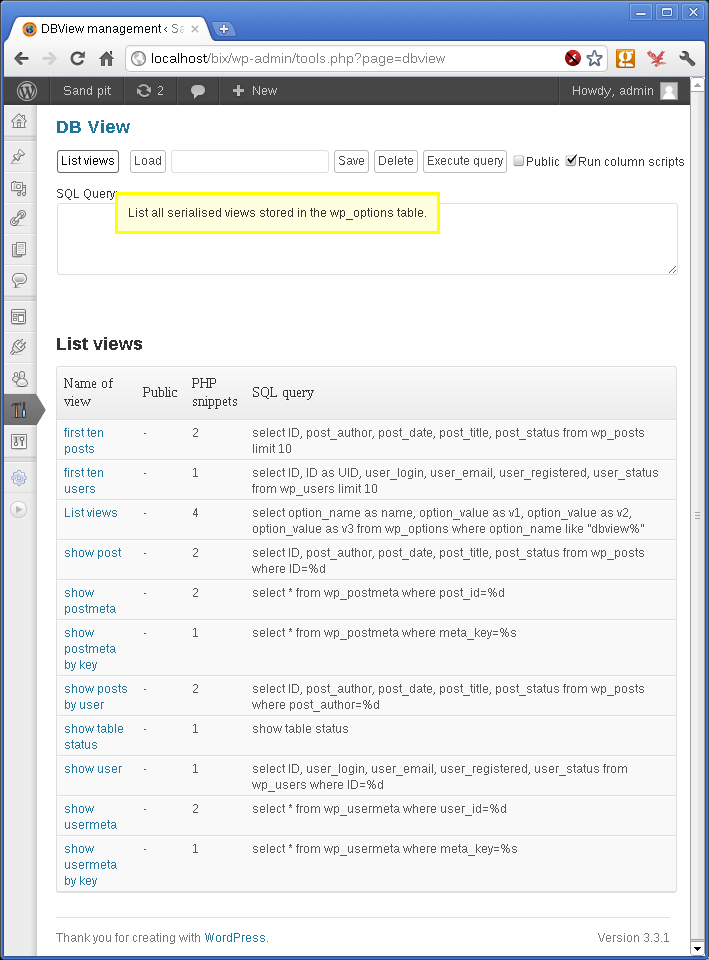 DBView management ‹ Sa
localhost/bix/wp-admin/tools.php?page=dbview
Sand pit 2 New Howdy, admin
DB View
List views Load Save Delete Execute query Public Run column scripts
SQL Query:
List all serialised views stored in the wp_options table.
List views
Name of
view
Public
PHP
snippets
SQL query
first ten
posts
-
2
select ID, post_author, post_date, post_title, post_status from wp_posts
limit 10
first ten
users
-
1
select ID, ID as UID, user_login, user_email, user_registered, user_status
from wp_users limit 10
List views
-
4
select option_name as name, option_value as v1, option_value as v2,
option_value as v3 from wp_options where option_name like "dbview%"
show post
-
2
select ID, post_author, post_date, post_title, post_status from wp_posts
where ID=%d
show
postmeta
-
2
select * from wp_postmeta where post_id=%d
show
postmeta
by key
-
1
select * from wp_postmeta where meta_key=%s
show posts
by user
-
2
select ID, post_author, post_date, post_title, post_status from wp_posts
where post_author=%d
show table
status
-
1
show table status
show user
-
1
select ID, user_login, user_email, user_registered, user_status from
wp_users where ID=%d
show
usermeta
-
2
select * from wp_usermeta where user_id=%d
show
usermeta
by key
-
1
select * from wp_usermeta where meta_key=%s
Thank you for creating with WordPress. Version 3.3.1